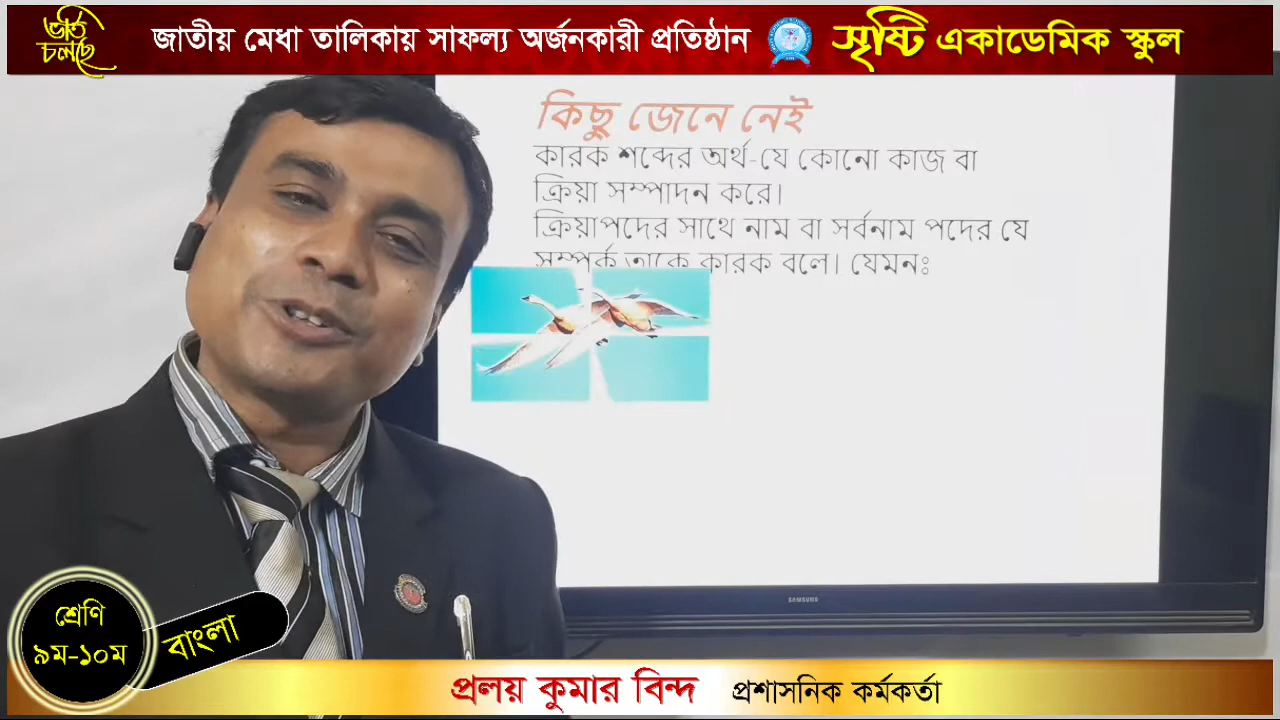 ভর্তি চলছে
জাতীয় মেধা তালিকায় সাফল্য অর্জনকারী প্রতিষ্ঠান সৃষ্টি একাডেমিক স্কুল
কিছু জেনে নেই
কারক শব্দের অর্থ-যে কোনো কাজ বা
ক্রিয়া সম্পাদন করে।
ক্রিয়াপদের সাথে নাম বা সর্বনাম পদের যে
সম্পর্ক তাকে কারক বলে। যেমনঃ
SAMSUNG
শ্রেণি
৯ম-১০ম
বাংলা
প্রলয় কুমার বিন্দ প্রশাসনিক কর্মকর্তা